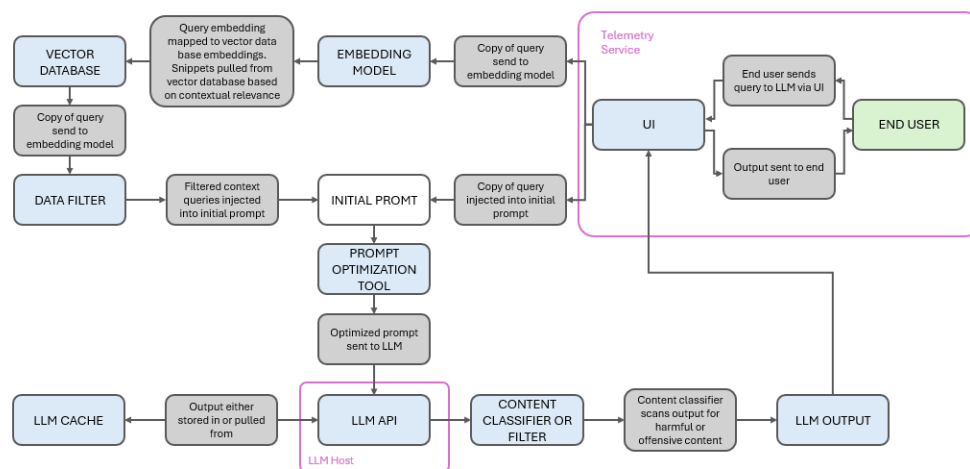 Telemetry
Service
Query embedding
mapped to vector data
base embeddings.
Snippets pulled from
vector database based
on contextual relevance
VECTOR
DATABASE
EMBEDDING
MODEL
Copy of query
send to
embedding model
End user sends
query to LLM via UI
UI
END USER
Output sent to end
user
Copy of query
send to
embedding model
DATA FILTER
Filtered context
queries injected
into initial prompt
INITIAL PROMT
Copy of query
injected into initial
prompt
PROMPT
OPTIMIZATION
TOOL
Optimized prompt
sent to LLM
LLM CACHE
Output either
stored in or pulled
from
LLM API
LLM Host
CONTENT
CLASSIFIER OR
FILTER
Content classifier
scans output for
harmful or
offensive content
LLM OUTPUT